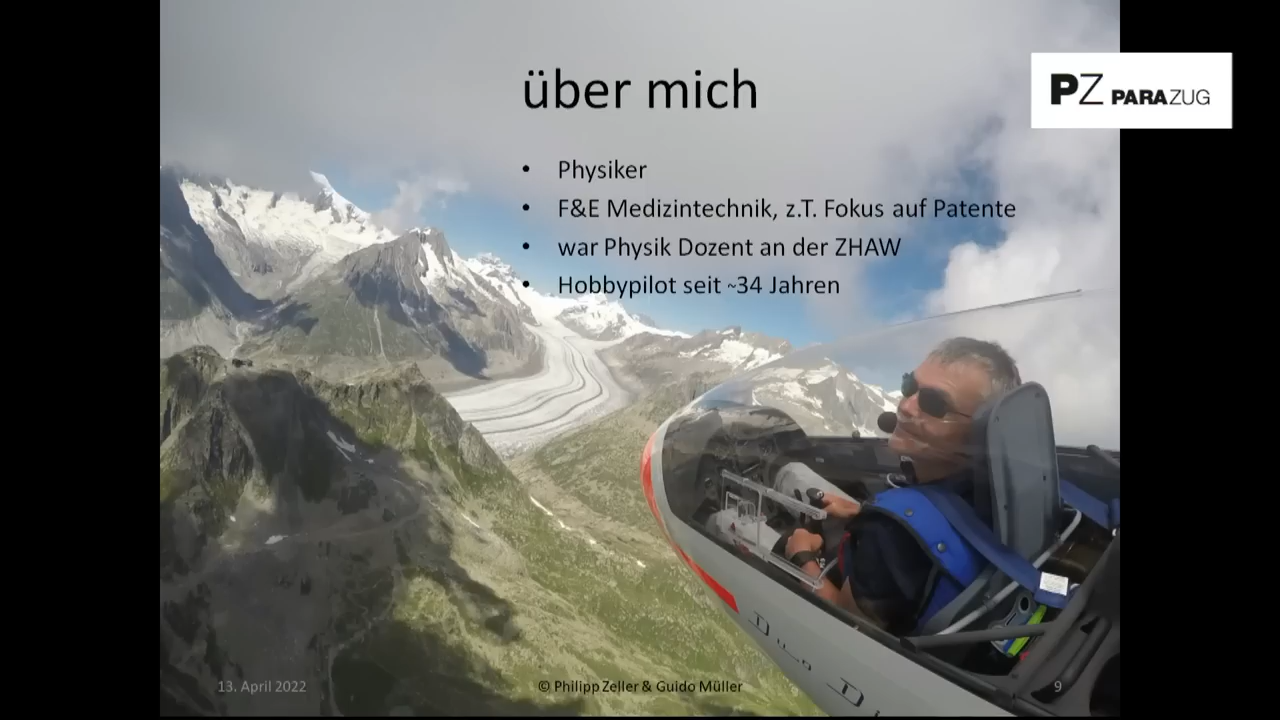 über mich
PZ PARAZUG
• Physiker
• F&E Medizintechnik, z.T. Fokus auf Patente
• war Physik Dozent an der ZHAW
• Hobbypilot seit ~34 Jahren
13. April 2022
© Philipp Zeller & Guido Müller
9